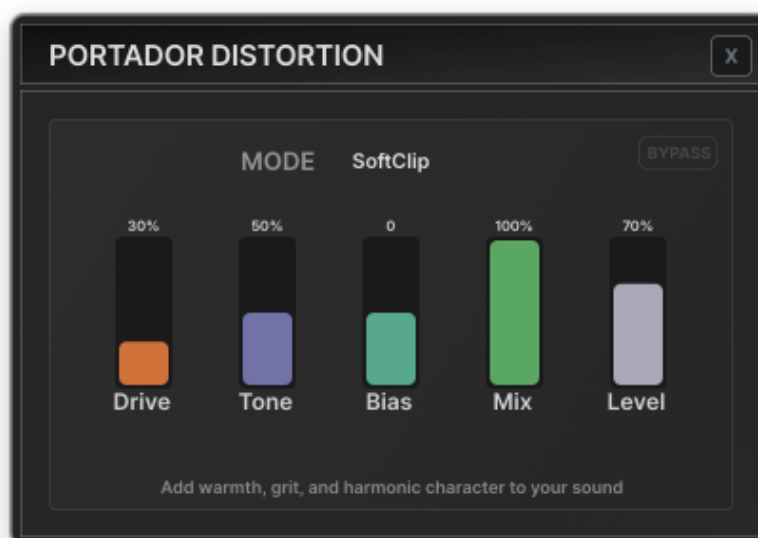 PORTADOR DISTORTION X
MODE SoftClip BYPASS
30% 50% 0 100% 70%
Drive Tone Bias Mix Level
Add warmth, grit, and harmonic character to your sound